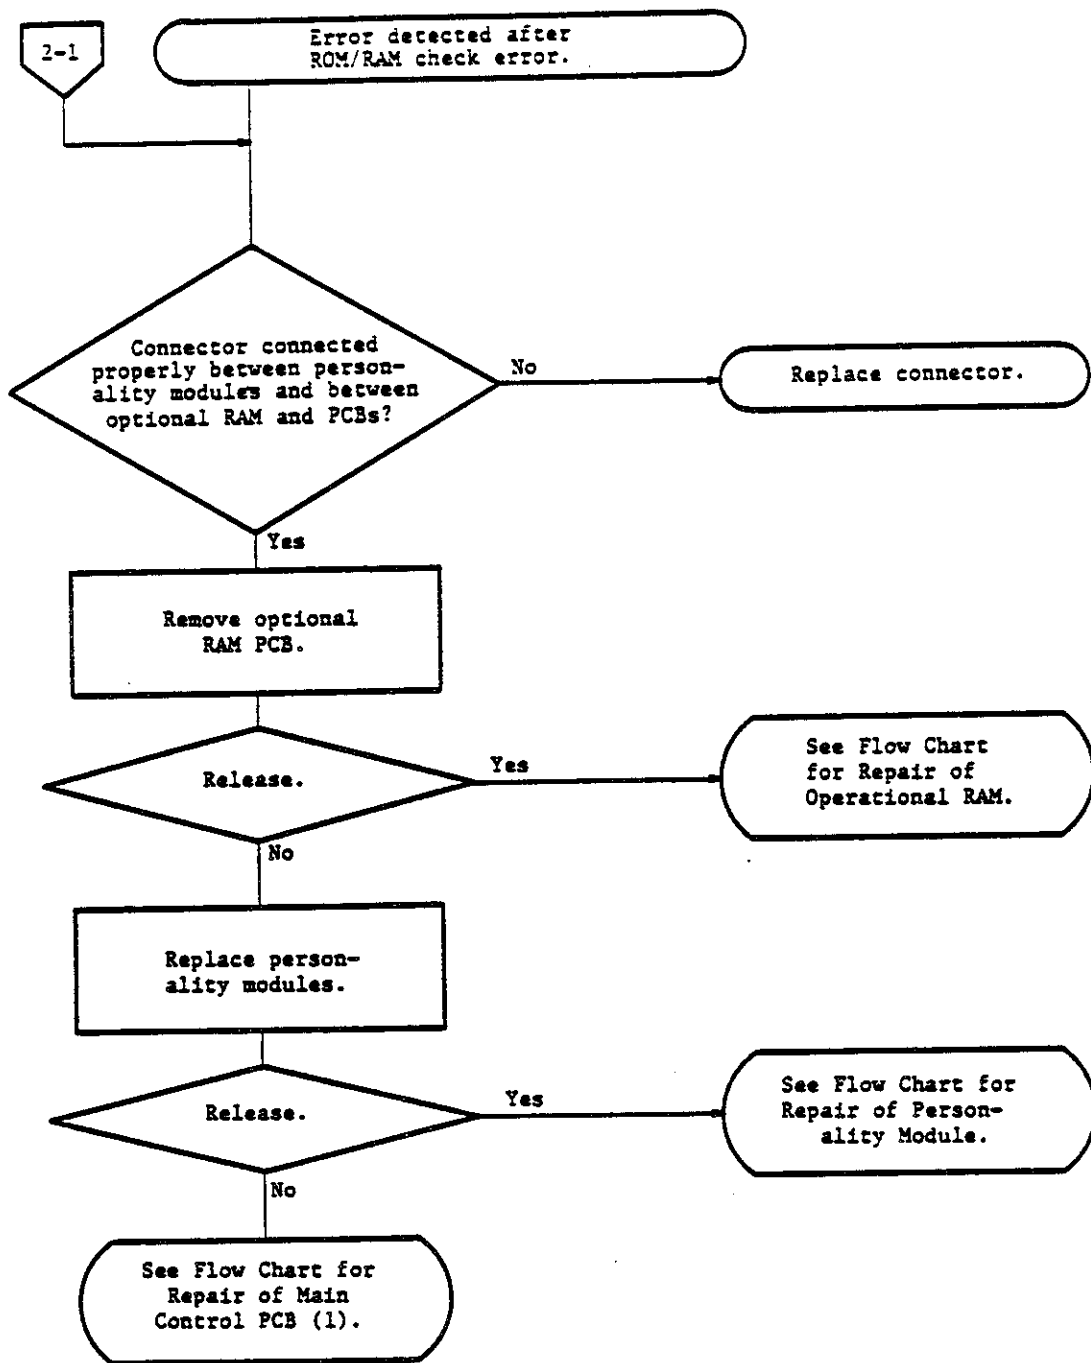 2-1
Error detected after
ROM/RAM check error.
Connector connected
properly between person-
ality modules and between
optional RAM and PCBs?
No
Replace connector.
Yes
Remove optional
RAM PCB.
Release.
Yes
See Flow Chart
for Repair of
Operational RAM.
No
Replace person-
ality modules.
Release.
Yes
See Flow Chart for
Repair of Person-
ality Module.
No
See Flow Chart for
Repair of Main
Control PCB (1).